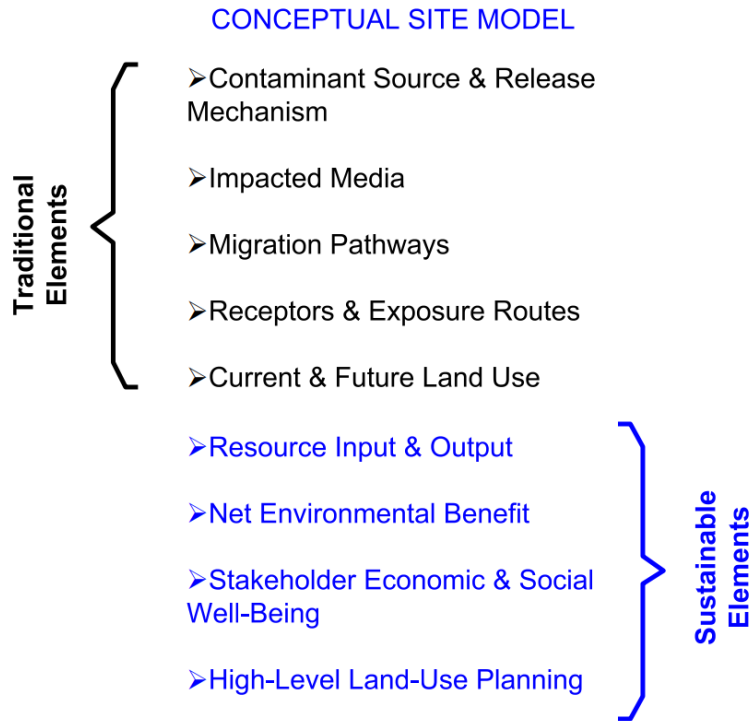 CONCEPTUAL SITE MODEL
Traditional
Elements
➢Contaminant Source & Release
Mechanism
➢Impacted Media
➢Migration Pathways
➢Receptors & Exposure Routes
➢Current & Future Land Use
➢Resource Input & Output
➢Net Environmental Benefit
➢Stakeholder Economic & Social
Well-Being
➢High-Level Land-Use Planning
Sustainable
Elements